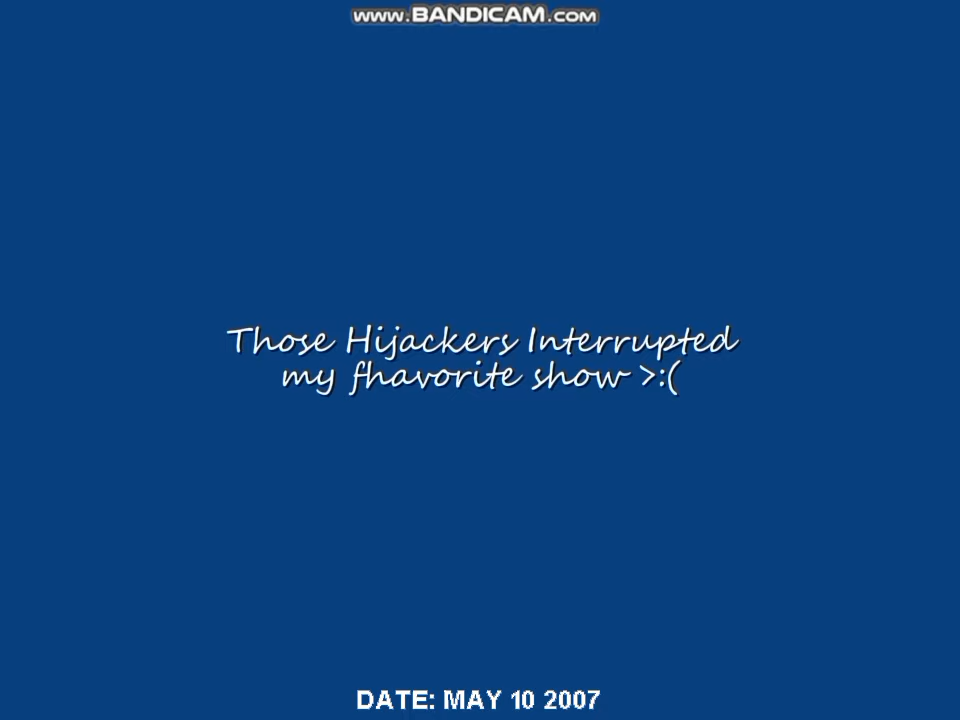 www.BANDICAM.com
Those Hijackers Interrupted
my fhavorite show >:(
DATE: MAY 10 2007